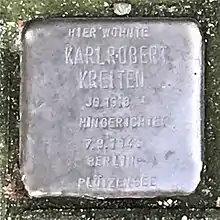 HIER WOHNTE
KARLROBERT
KREITEN
JG. 1916
HINGERICHTET
7.9.1943
BERLIN-
PLÖTZENSEE